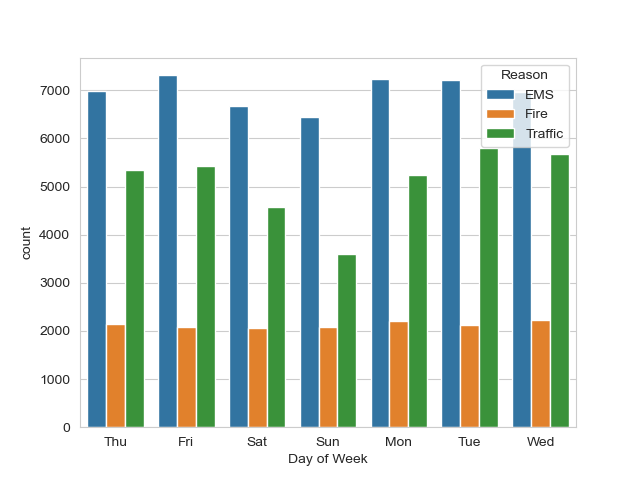 Reason
EMS
Fire
Traffic
7000
6000
5000
4000
3000
2000
1000
0
count
Thu Fri Sat Sun Mon Tue Wed
Day of Week